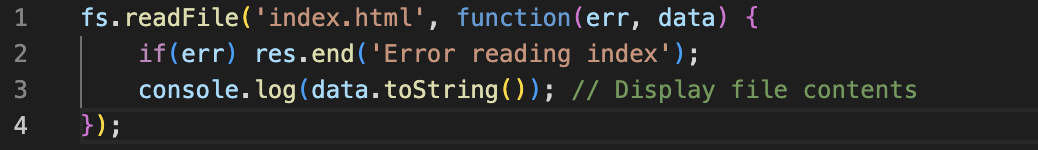 1 fs.readFile('index.html', function(err, data) {
2 if(err) res.end('Error reading index');
3 console.log(data.toString()); // Display file contents
4 });